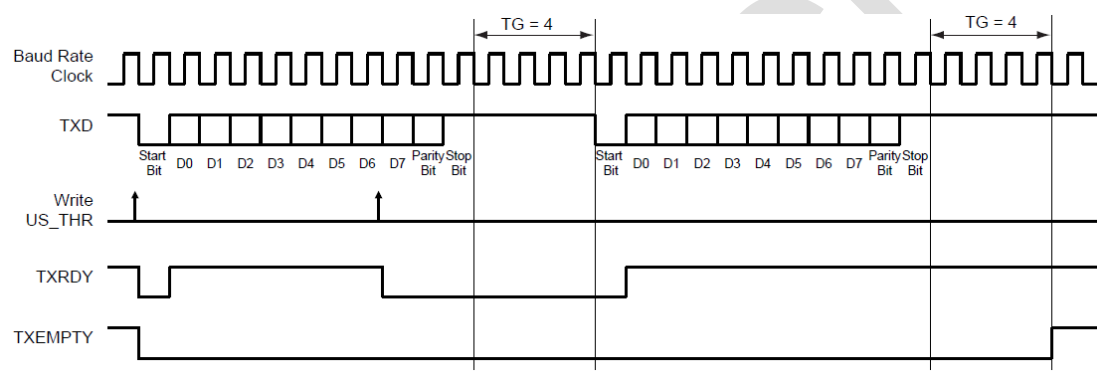 TG = 4 TG = 4
Baud Rate
Clock
TXD
Start
Bit D0 D1 D2 D3 D4 D5 D6 D7 Parity
Bit Stop
Bit Start
Bit D0 D1 D2 D3 D4 D5 D6 D7 Parity
Bit Stop
Bit
Write
US_THR
TXRDY
TXEMPTY